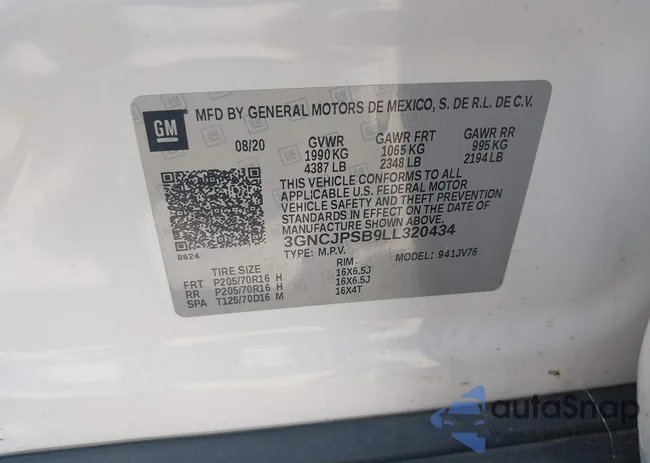 GM
MFD BY GENERAL MOTORS DE MEXICO, S. DE R.L. DE C.V.
08/20 GVWR GAWR FRT GAWR RR
1990 KG 1065 KG 995 KG
4387 LB 2348 LB 2194 LB
THIS VEHICLE CONFORMS TO ALL
APPLICABLE U.S. FEDERAL MOTOR
VEHICLE SAFETY AND THEFT PREVENTION
STANDARDS IN EFFECT ON THE DATE OF
MANUFACTURE SHOWN ABOVE.
3GNCJPSB9LL320434
8624 TYPE: M.P.V. MODEL: 941JV76
TIRE SIZE RIM
FRT P205/70R16 H 16X6.5J
RR P205/70R16 H 16X6.5J
SPA T125/70D16 M 16X4T
autoSnap